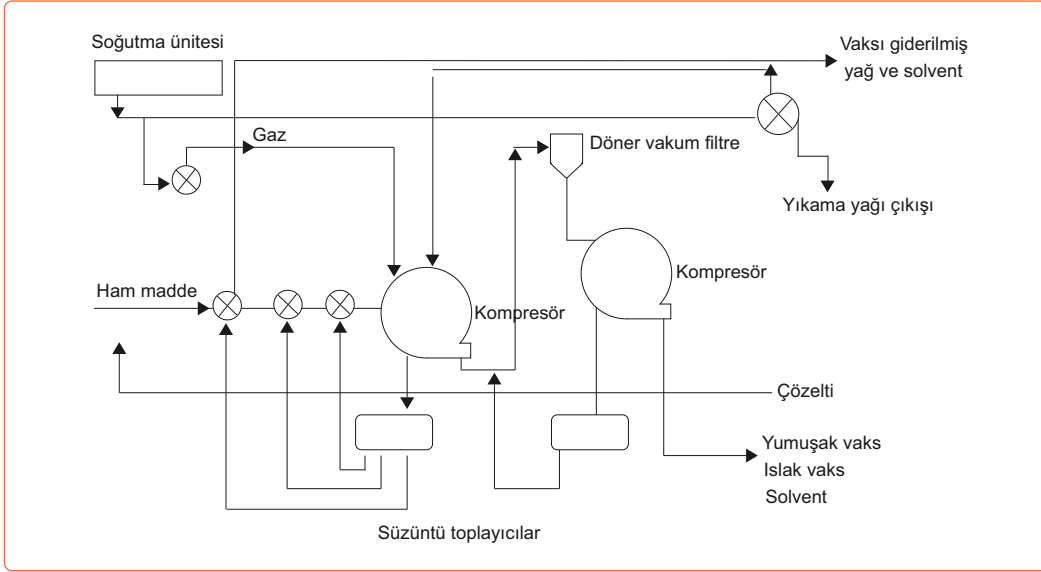 Soğutma ünitesi
Vaksı giderilmiş
yağ ve solvent
Gaz
Döner vakum filtre
Yıkama yağı çıkışı
Kompresör
Ham madde
Kompresör
Çözelti
Yumuşak vaks
Islak vaks
Solvent
Süzüntü toplayıcılar